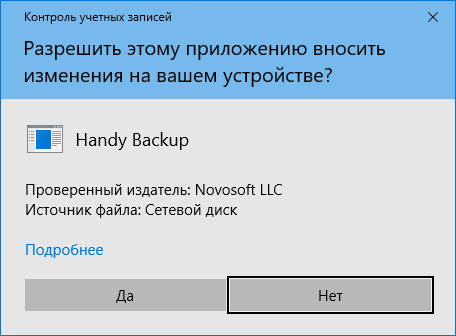 Контроль учетных записей
Разрешить этому приложению вносить
изменения на вашем устройстве?
Handy Backup
Проверенный издатель: Novosoft LLC
Источник файла: Сетевой диск
Подробнее
Да
Нет